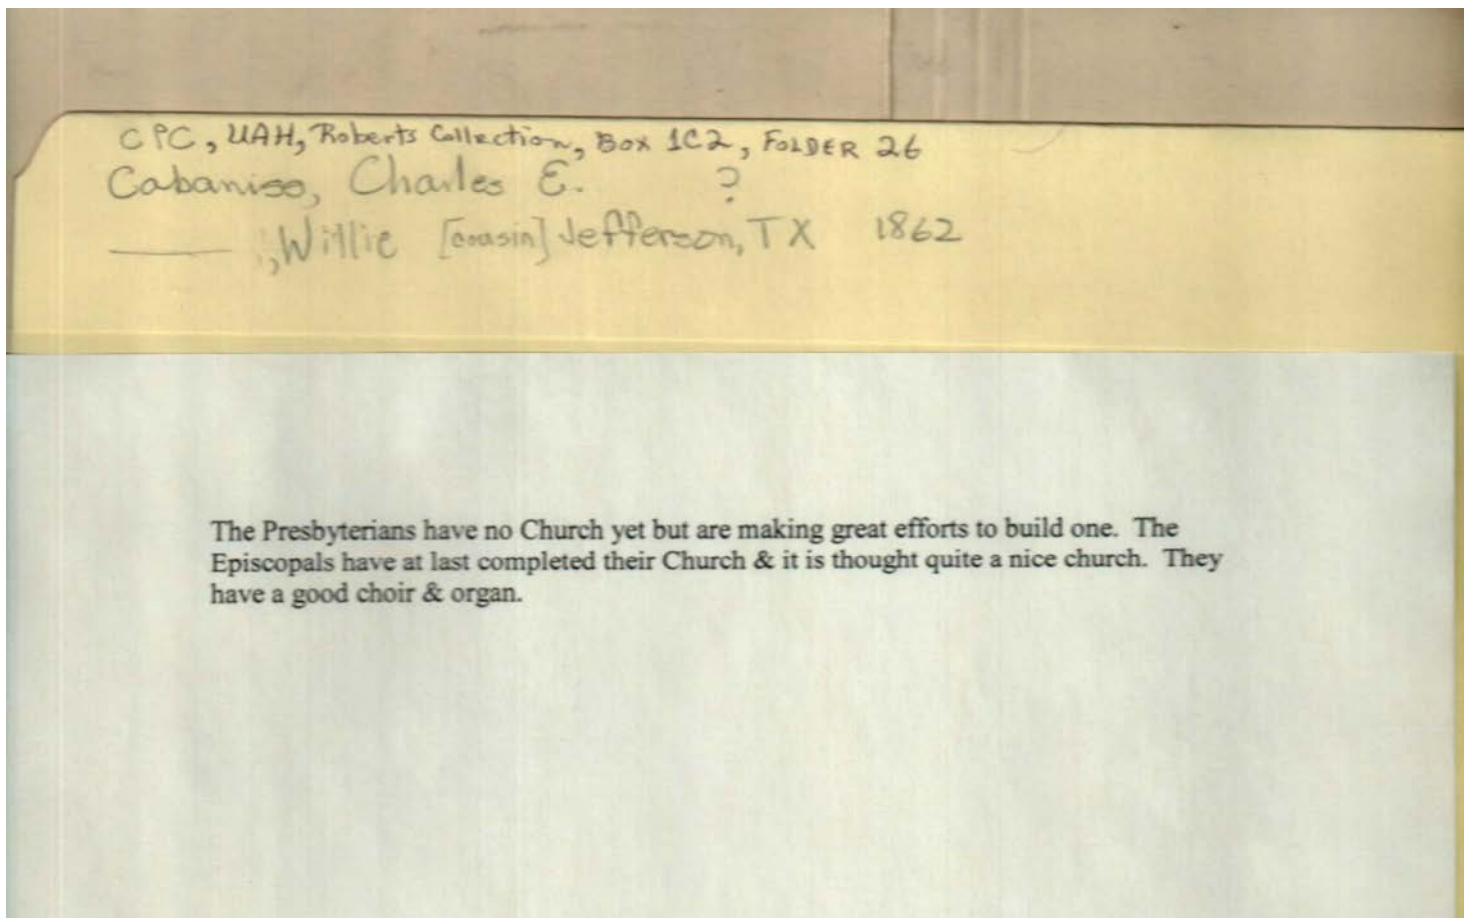 CPC, UAH, Roberts Collection, Box 1C2, FOLDER 26
Cabaniss, Charles E. ?
———, Willie [cousin] Jefferson, TX 1862
The Presbyterians have no Church yet but are making great efforts to build one. The
Episcopals have at last completed their Church & it is thought quite a nice church. They
have a good choir & organ.